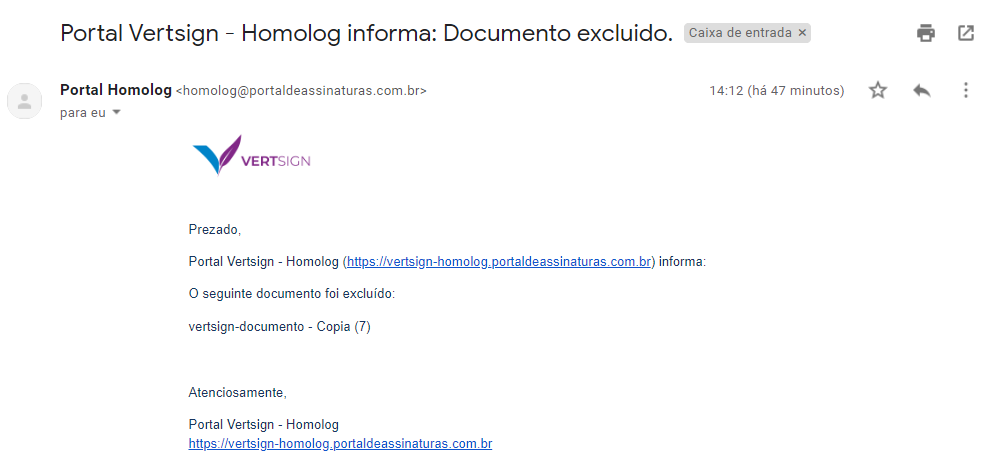 Portal Vertsign - Homolog informa: Documento excluido. Caixa de entrada ×
Portal Homolog <homolog@portaldeassinaturas.com.br> 14:12 (há 47 minutos)
para eu
VERTSIGN
Prezado,
Portal Vertsign - Homolog (https://vertsign-homolog.portaldeassinaturas.com.br) informa:
O seguinte documento foi excluído:
vertsign-documento - Copia (7)
Atenciosamente,
Portal Vertsign - Homolog
https://vertsign-homolog.portaldeassinaturas.com.br